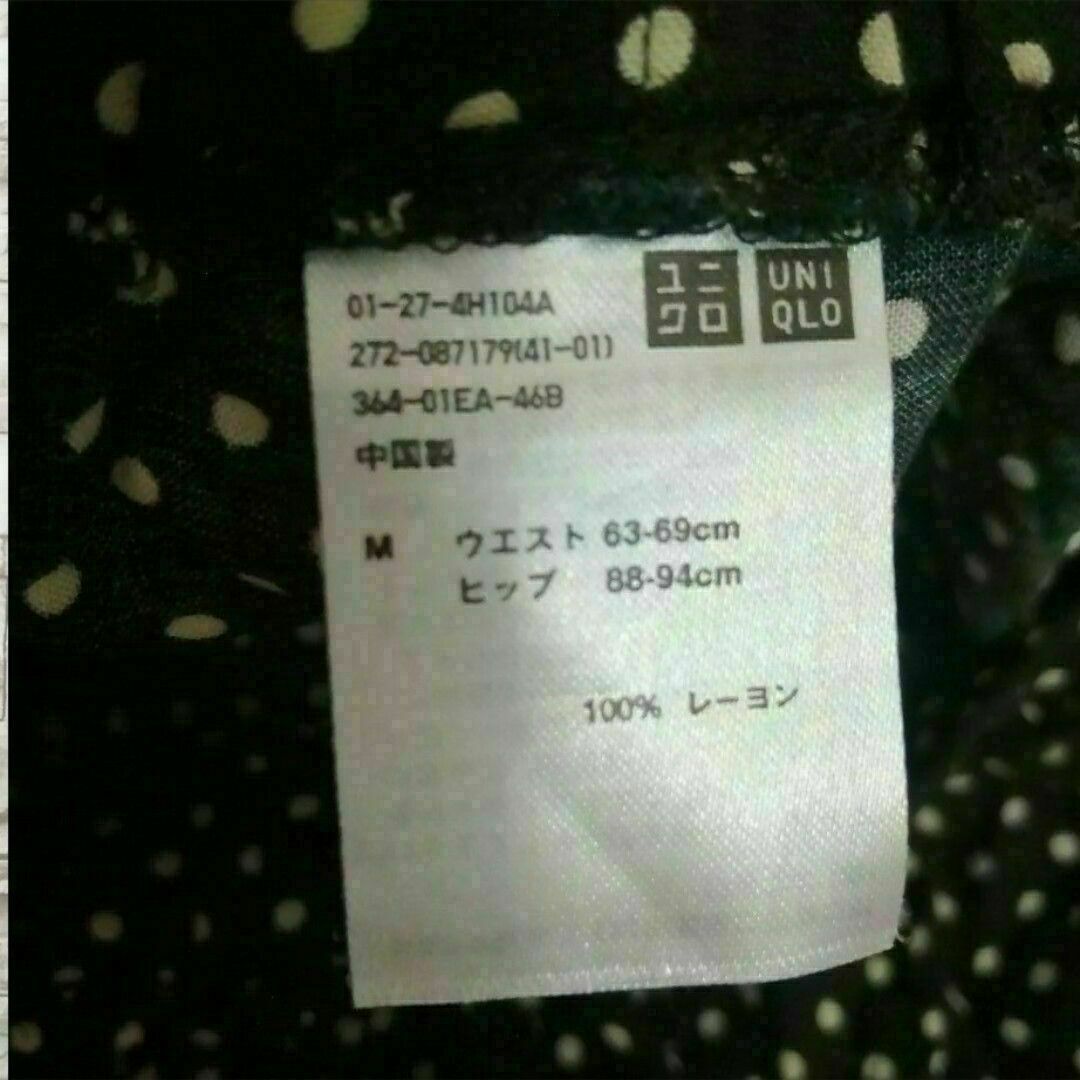 01-27-4H104A
272-087179(41-01)
364-01EA-46B
中国製
ユニ
クロ
UNI
QLO
M ウエスト 63-69cm
ヒップ 88-94cm
100% レーヨン